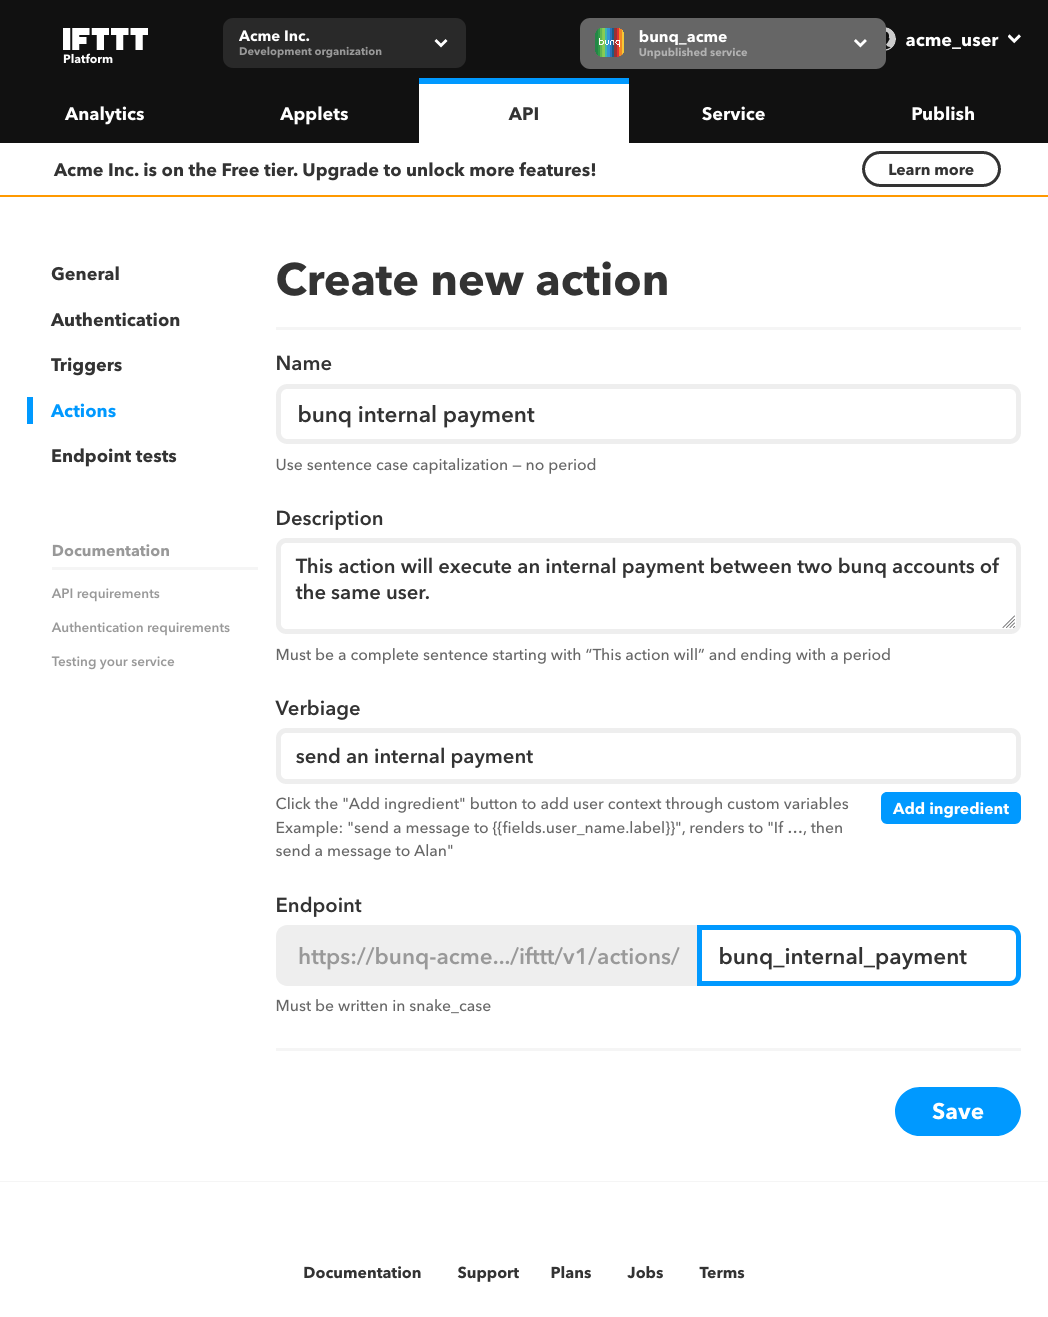 IFTTT
Platform
Acme Inc.
Development organization
bunq
bunq_acme
Unpublished service
acme_user
Analytics
Applets
API
Service
Publish
Acme Inc. is on the Free tier. Upgrade to unlock more features!
Learn more
General
Authentication
Triggers
Actions
Endpoint tests
Documentation
API requirements
Authentication requirements
Testing your service
Create new action
Name
bunq internal payment
Use sentence case capitalization – no period
Description
This action will execute an internal payment between two bunq accounts of
the same user.
Must be a complete sentence starting with “This action will” and ending with a period
Verbiage
send an internal payment
Click the "Add ingredient" button to add user context through custom variables
Example: "send a message to {{fields.user_name.label}}", renders to "If …, then
send a message to Alan"
Add ingredient
Endpoint
https://bunq-acme.../ifttt/v1/actions/
bunq_internal_payment
Must be written in snake_case
Save
Documentation
Support
Plans
Jobs
Terms